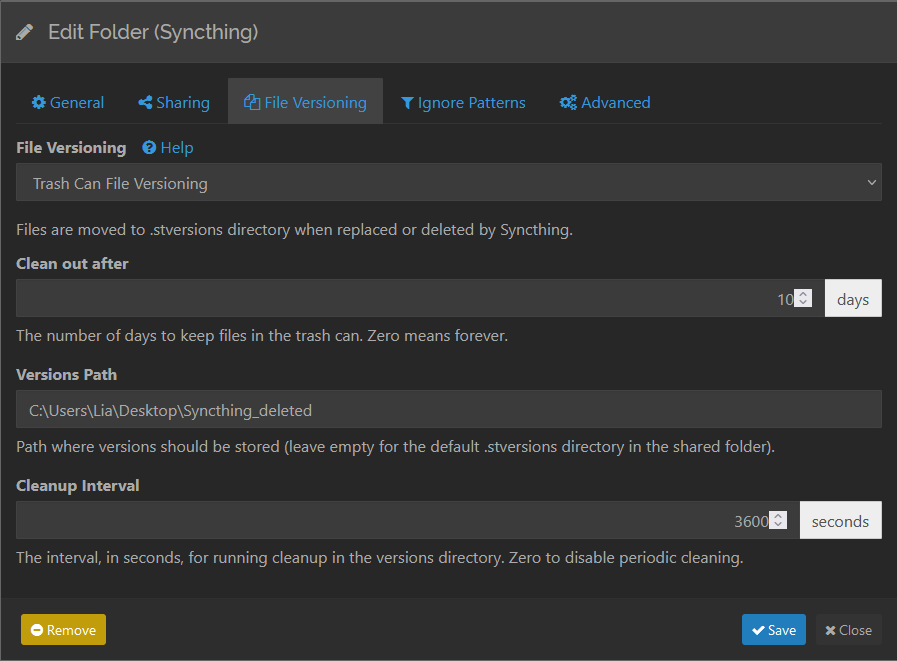 Edit Folder (Syncthing)
General Sharing File Versioning Ignore Patterns Advanced
File Versioning Help
Trash Can File Versioning
Files are moved to .stversions directory when replaced or deleted by Syncthing.
Clean out after
10 days
The number of days to keep files in the trash can. Zero means forever.
Versions Path
C:\Users\Lia\Desktop\Syncthing_deleted
Path where versions should be stored (leave empty for the default .stversions directory in the shared folder).
Cleanup Interval
3600 seconds
The interval, in seconds, for running cleanup in the versions directory. Zero to disable periodic cleaning.
Remove Save Close